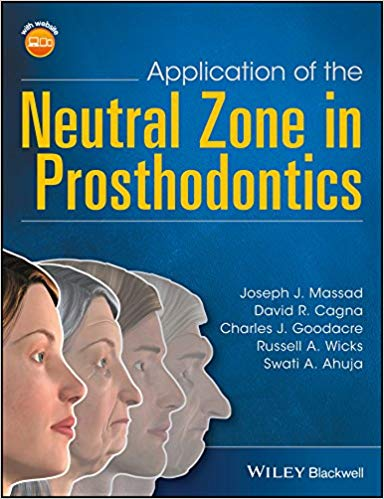 with website
Application of the
Neutral Zone in
Prosthodontics
Joseph J. Massad
David R. Cagna
Charles J. Goodacre
Russell A. Wicks
Swati A. Ahuja
WILEY Blackwell